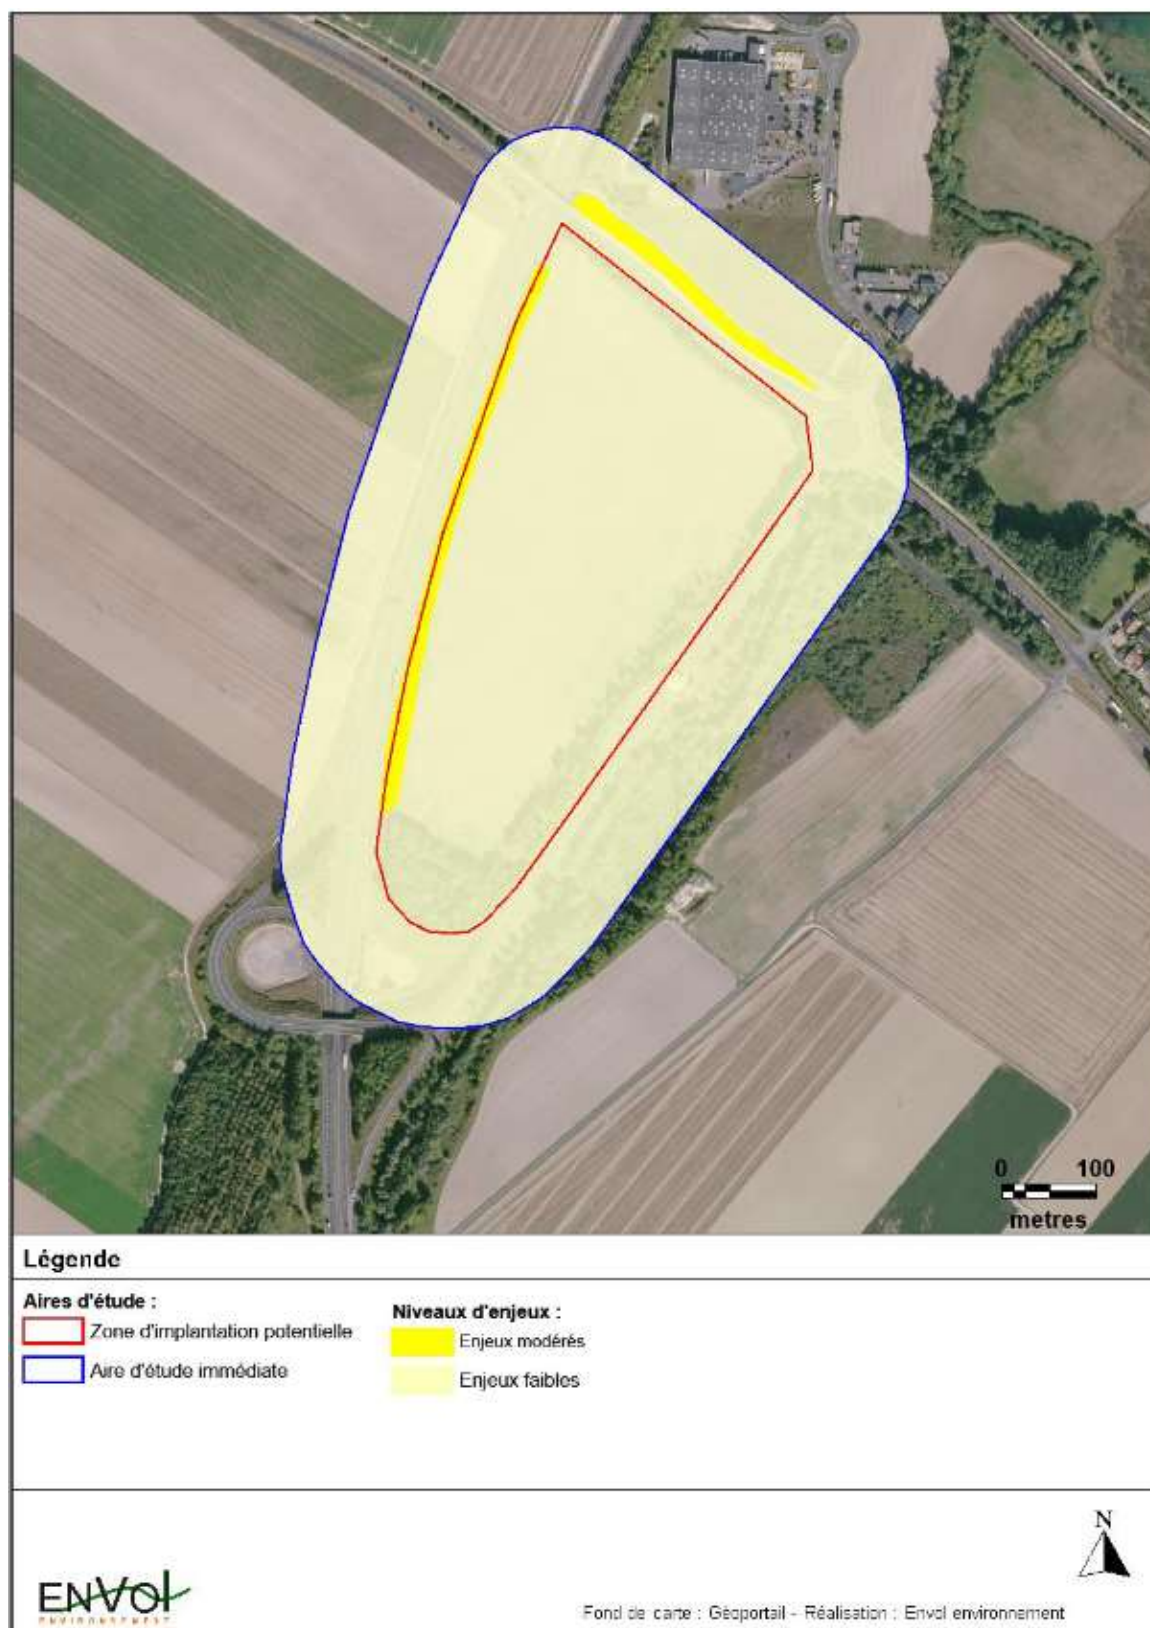 0 100
metres
Légende
Aires d'étude :
Zone d'implantation potentielle
Aire d'étude immédiate
Niveaux d'enjeux :
Enjeux modérés
Enjeux faibles
N
ENVOl
ENVIRONNEMENT
Fond de carte : Géoportail - Réalisation : Envol environnement